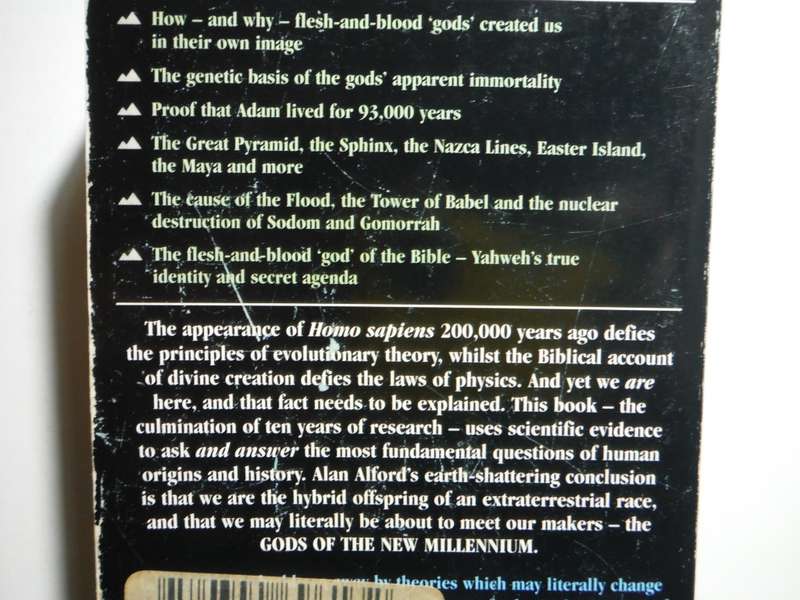 How – and why – flesh-and-blood ‘gods’ created us
in their own image
The genetic basis of the gods’ apparent immortality
Proof that Adam lived for 93,000 years
The Great Pyramid, the Sphinx, the Nazca Lines, Easter Island,
the Maya and more
The cause of the Flood, the Tower of Babel and the nuclear
destruction of Sodom and Gomorrah
The flesh-and-blood ‘god’ of the Bible – Yahweh’s true
identity and secret agenda
The appearance of Homo sapiens 200,000 years ago defies
the principles of evolutionary theory, whilst the Biblical account
of divine creation defies the laws of physics. And yet we are
here, and that fact needs to be explained. This book – the
culmination of ten years of research – uses scientific evidence
to ask and answer the most fundamental questions of human
origins and history. Alan Alford’s earth-shattering conclusion
is that we are the hybrid offspring of an extraterrestrial race,
and that we may literally be about to meet our makers – the
GODS OF THE NEW MILLENNIUM.
by theories which may literally change